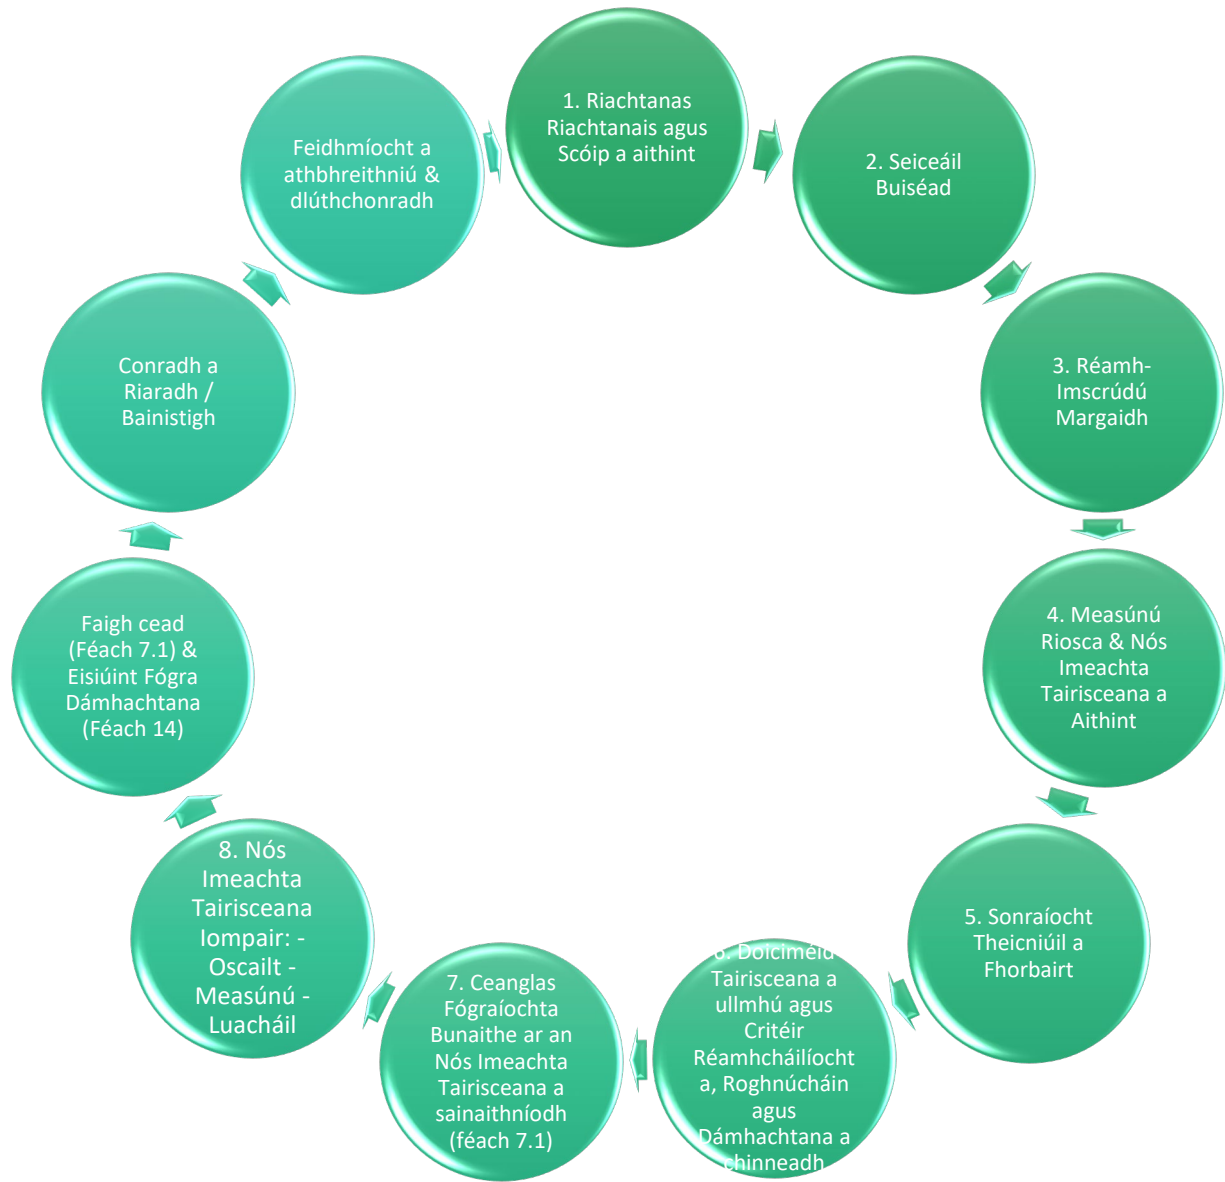 1. Riachtanas
Riachtanais agus
Scóip a aithint
2. Seiceáil
Buiséad
3. Réamh-
Imscrúdú
Margaidh
4. Measúnú
Riosca & Nós
Imeachta
Tairisceana a
Aithint
5. Sonraíocht
Theicniúil a
Fhorbairt
6. Doiciméid
Tairisceana a
ullmhú agus
Critéir
Réamhcháilíocht
a, Roghnúcháin
agus
Dámhachtana a
chinneadh
7. Ceanglas
Fógraíochta
Bunaithe ar an
Nós Imeachta
Tairisceana a
sainaithníodh
(féach 7.1)
8. Nós
Imeachta
Tairisceana
Iompair: -
Oscailt -
Measúnú -
Luacháil
Faigh cead
(Féach 7.1) &
Eisiúint Fógra
Dámhachtana
(Féach 14)
Conradh a
Riaradh /
Bainistigh
Feidhmíocht a
athbhreithniú &
dlúthchonradh